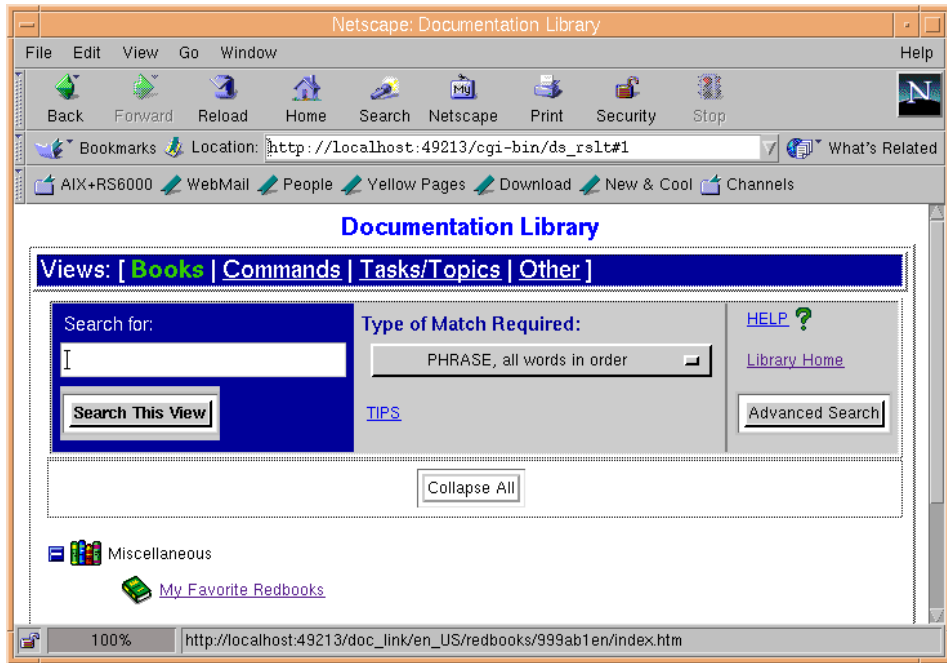 Netscape: Documentation Library
File Edit View Go Window Help
My N
Back Forward Reload Home Search Netscape Print Security Stop
Bookmarks Location: http://localhost:49213/cgi-bin/ds_rslt#1 What's Related
AIX+RS6000 WebMail People Yellow Pages Download New & Cool Channels
Documentation Library
Views: [ Books | Commands | Tasks/Topics | Other ]
Search for: Type of Match Required: HELP ?
PHRASE, all words in order Library Home
Search This View TIPS Advanced Search
Collapse All
Miscellaneous
My Favorite Redbooks
100% http://localhost:49213/doc_link/en_US/redbooks/999ab1en/index.htm